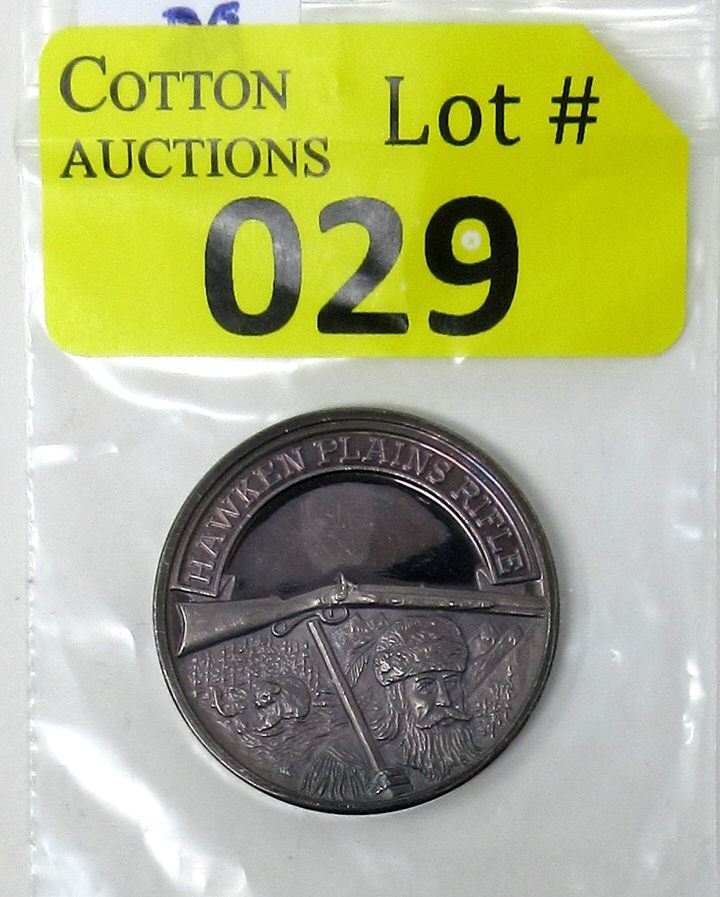 COTTON
AUCTIONS
Lot #
029
HAWKEN PLAINS RIFLE